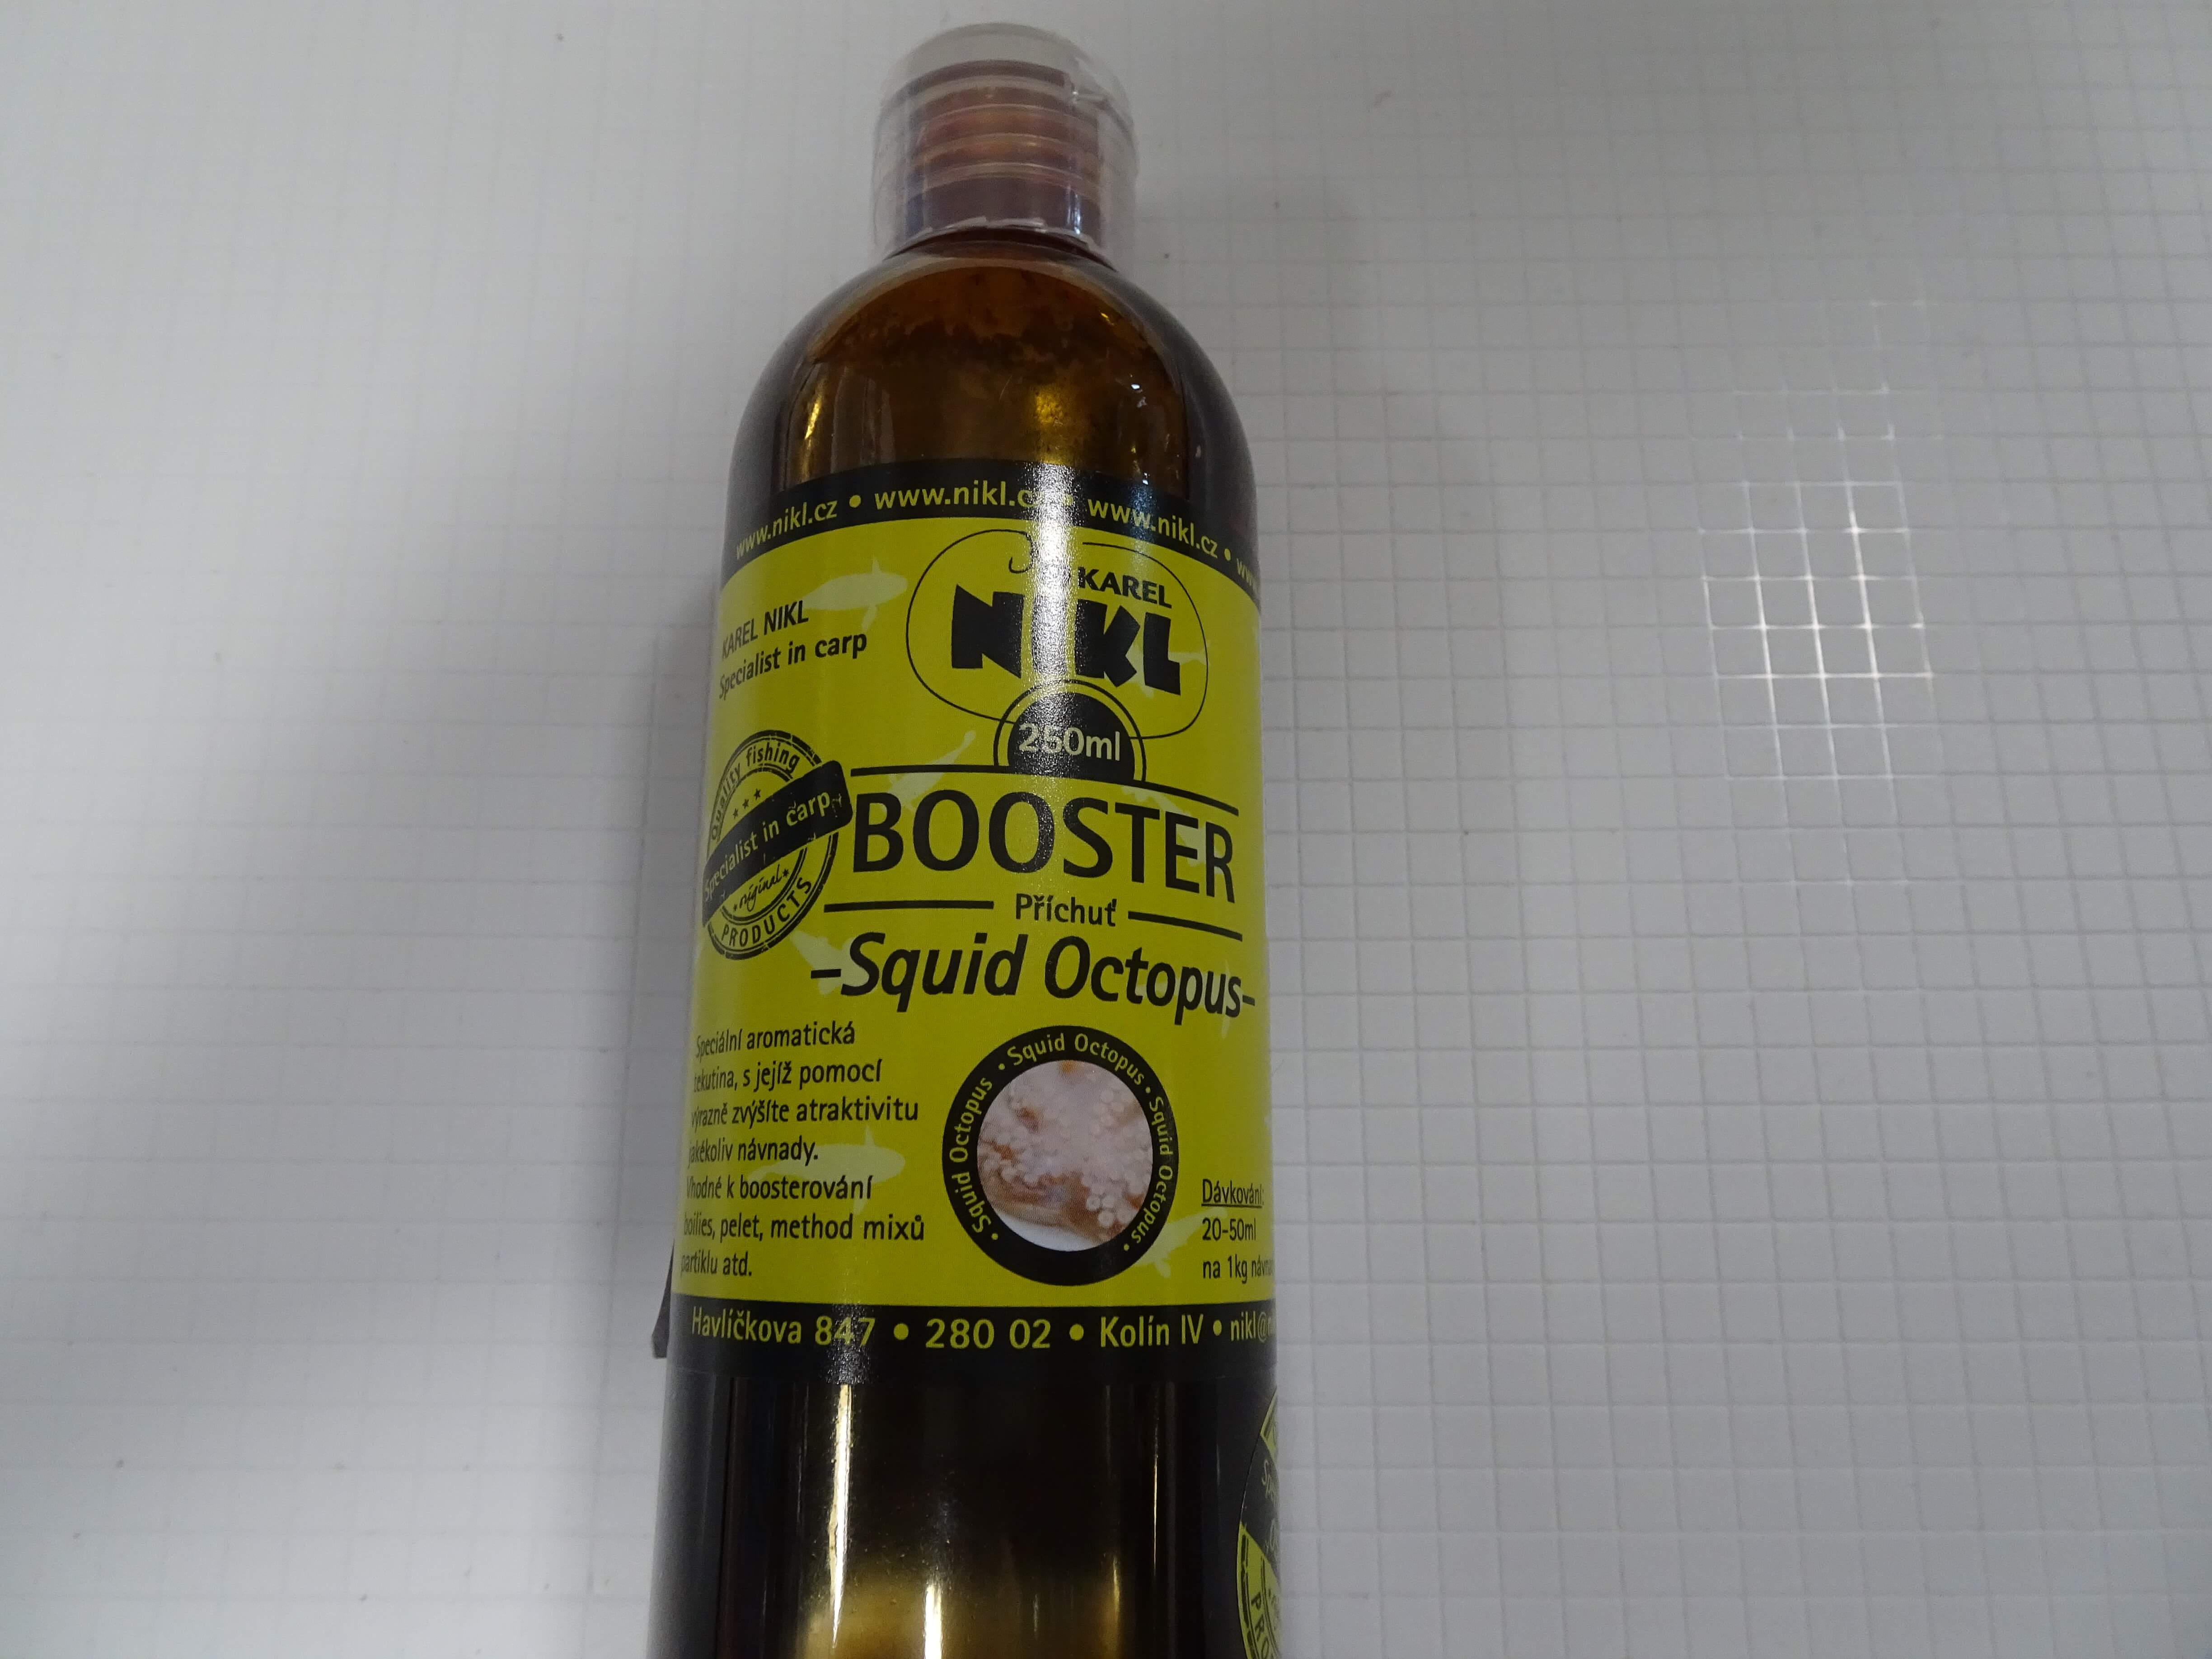 www.nikl.cz • www.nikl.cz • www.nikl.cz •
KAREL
NIKL
KAREL NIKL
Specialist in carp
250ml
Quality fishing
Specialist in carp
original
PRODUCTS
BOOSTER
Příchuť
-Squid Octopus-
Speciální aromatická
tekutina, s jejíž pomocí
výrazně zvýšíte atraktivitu
jakékoliv návnady.
Vhodné k boosterování
boilies, pelet, method mixů
partiklu atd.
Squid Octopus • Squid Octopus • Squid Octopus •
Dávkování:
20-50ml
na 1kg
Havlíčkova 847 • 280 02 • Kolín IV •